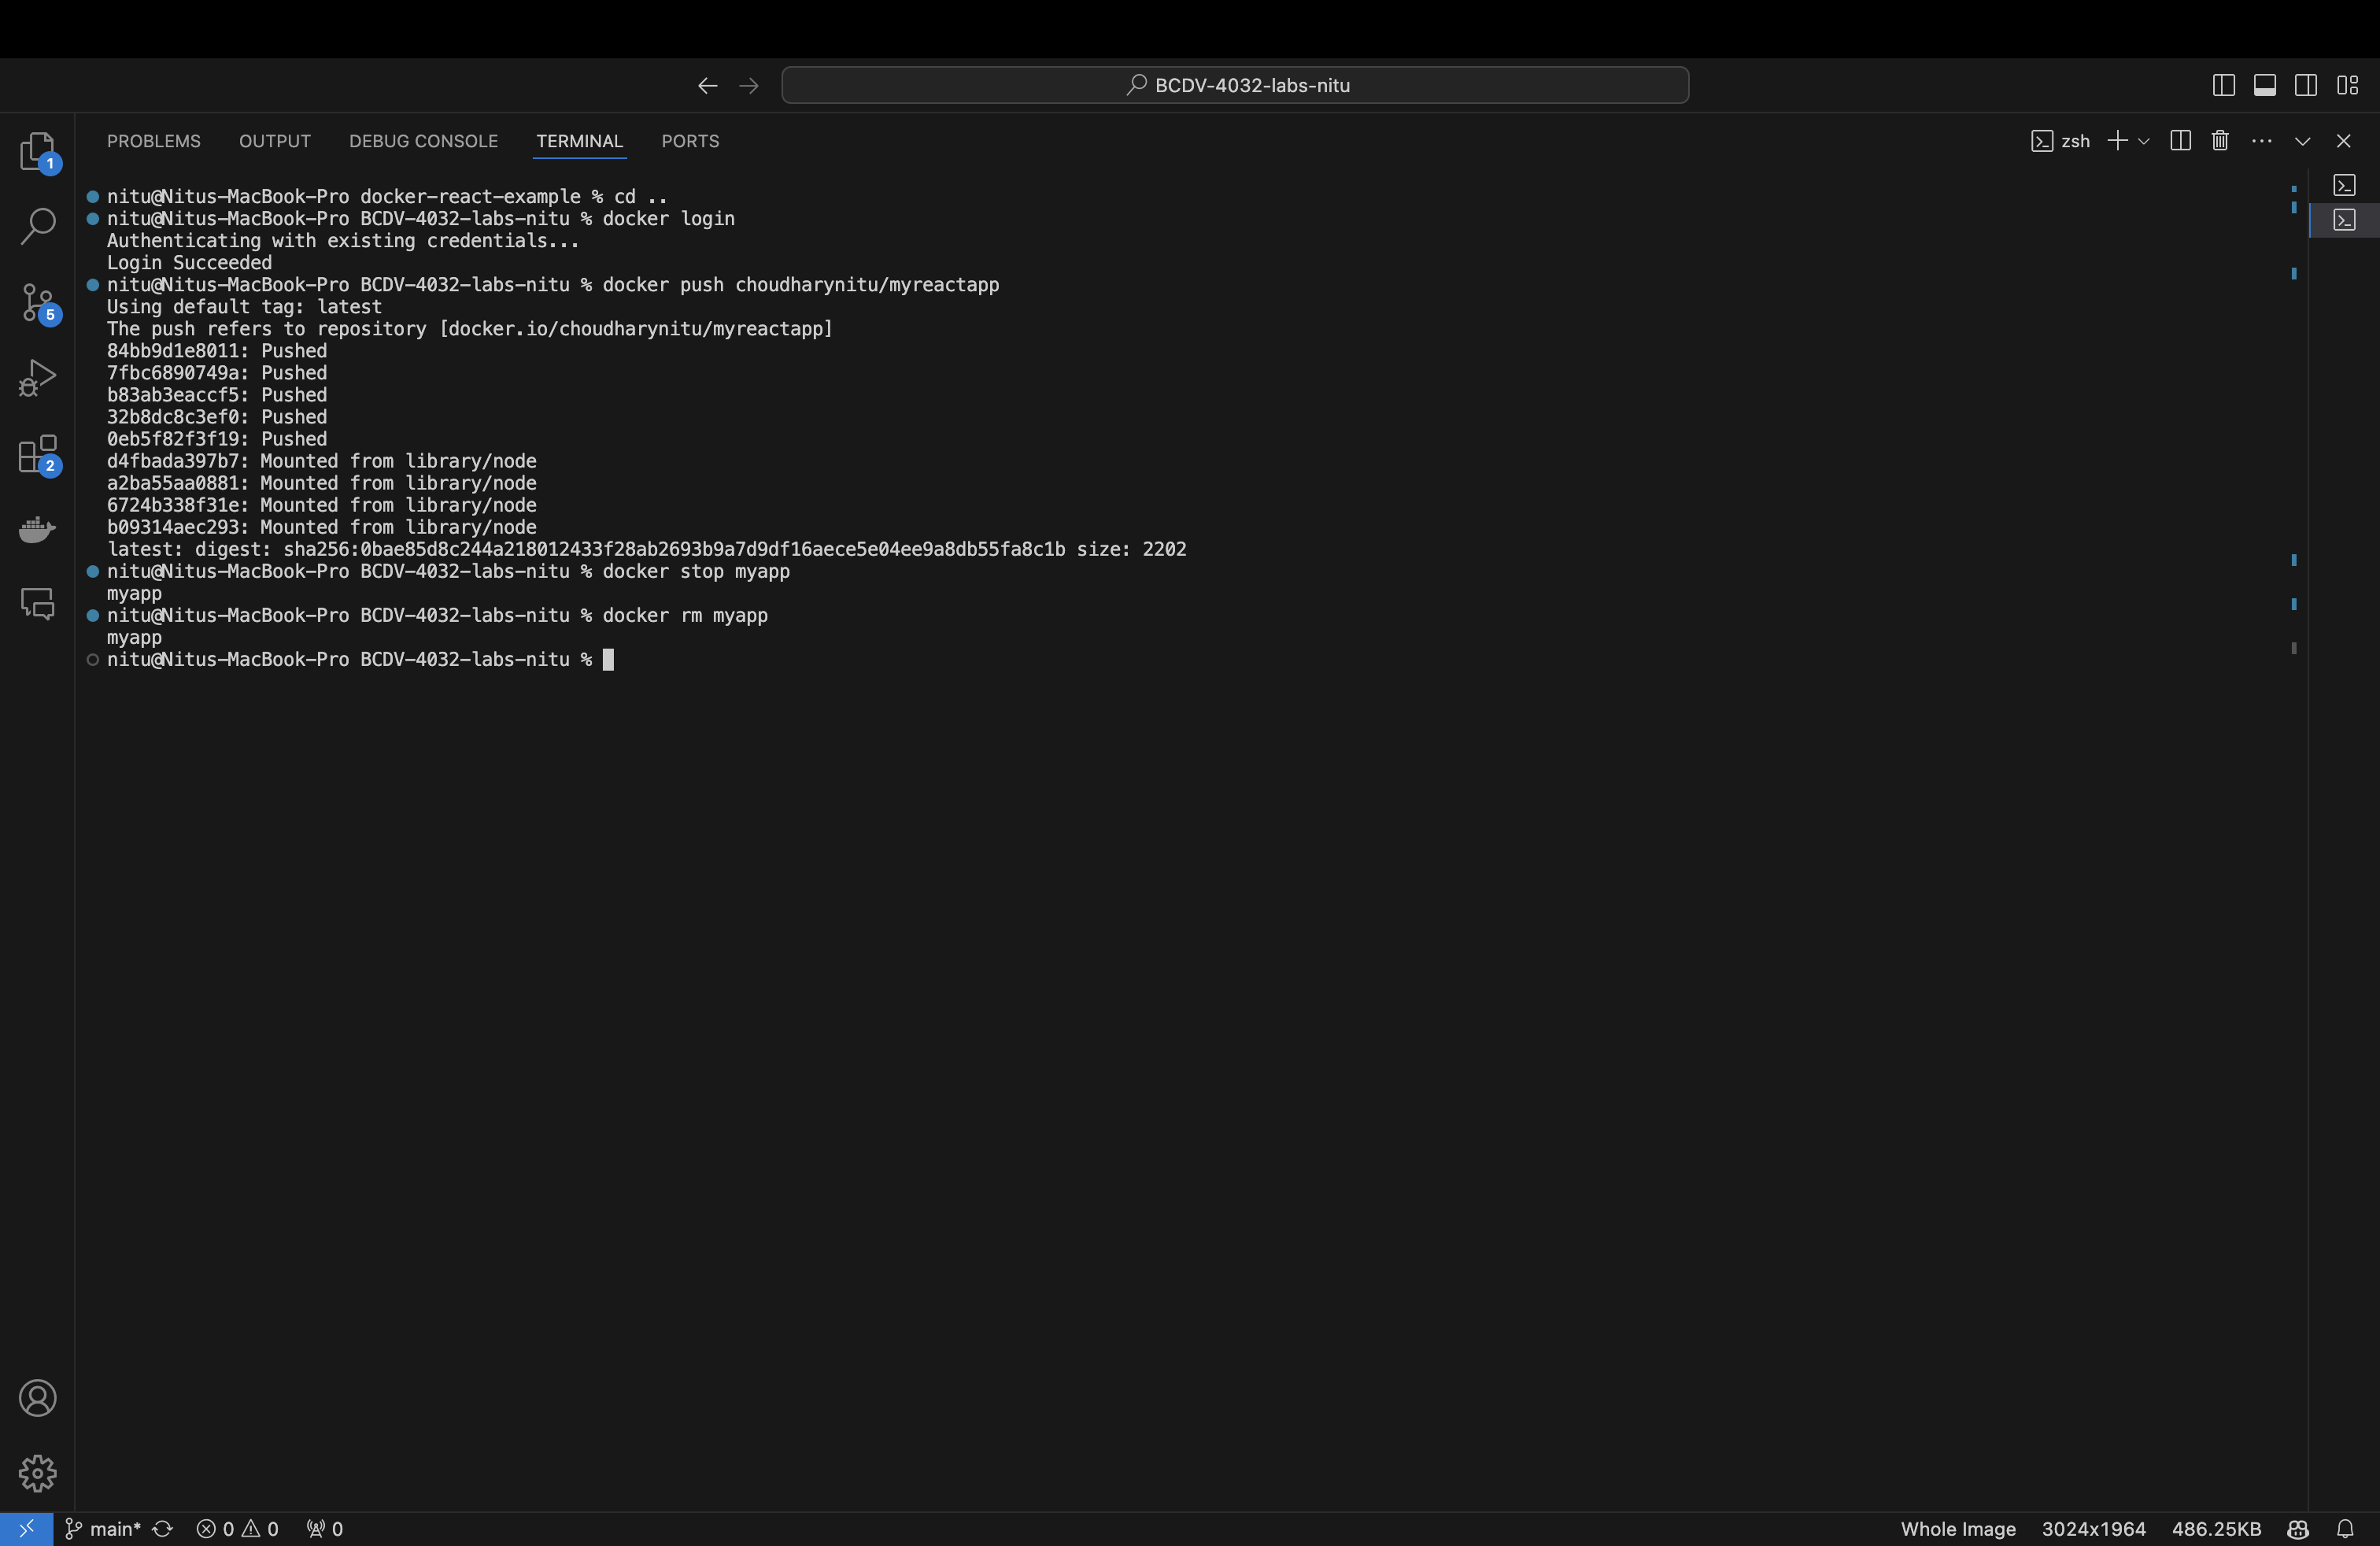 BCDV-4032-labs-nitu
PROBLEMS OUTPUT DEBUG CONSOLE TERMINAL PORTS
zsh
1
5
2
nitu@Nitus-MacBook-Pro docker-react-example % cd ..
nitu@Nitus-MacBook-Pro BCDV-4032-labs-nitu % docker login
Authenticating with existing credentials...
Login Succeeded
nitu@Nitus-MacBook-Pro BCDV-4032-labs-nitu % docker push choudharynitu/myreactapp
Using default tag: latest
The push refers to repository [docker.io/choudharynitu/myreactapp]
84bb9d1e8011: Pushed
7fbc6890749a: Pushed
b83ab3eaccf5: Pushed
32b8dc8c3ef0: Pushed
0eb5f82f3f19: Pushed
d4fbada397b7: Mounted from library/node
a2ba55aa0881: Mounted from library/node
6724b338f31e: Mounted from library/node
b09314aec293: Mounted from library/node
latest: digest: sha256:0bae85d8c244a218012433f28ab2693b9a7d9df16aece5e04ee9a8db55fa8c1b size: 2202
nitu@Nitus-MacBook-Pro BCDV-4032-labs-nitu % docker stop myapp
myapp
nitu@Nitus-MacBook-Pro BCDV-4032-labs-nitu % docker rm myapp
myapp
nitu@Nitus-MacBook-Pro BCDV-4032-labs-nitu %
main* 0 0 0 Whole Image 3024x1964 486.25KB